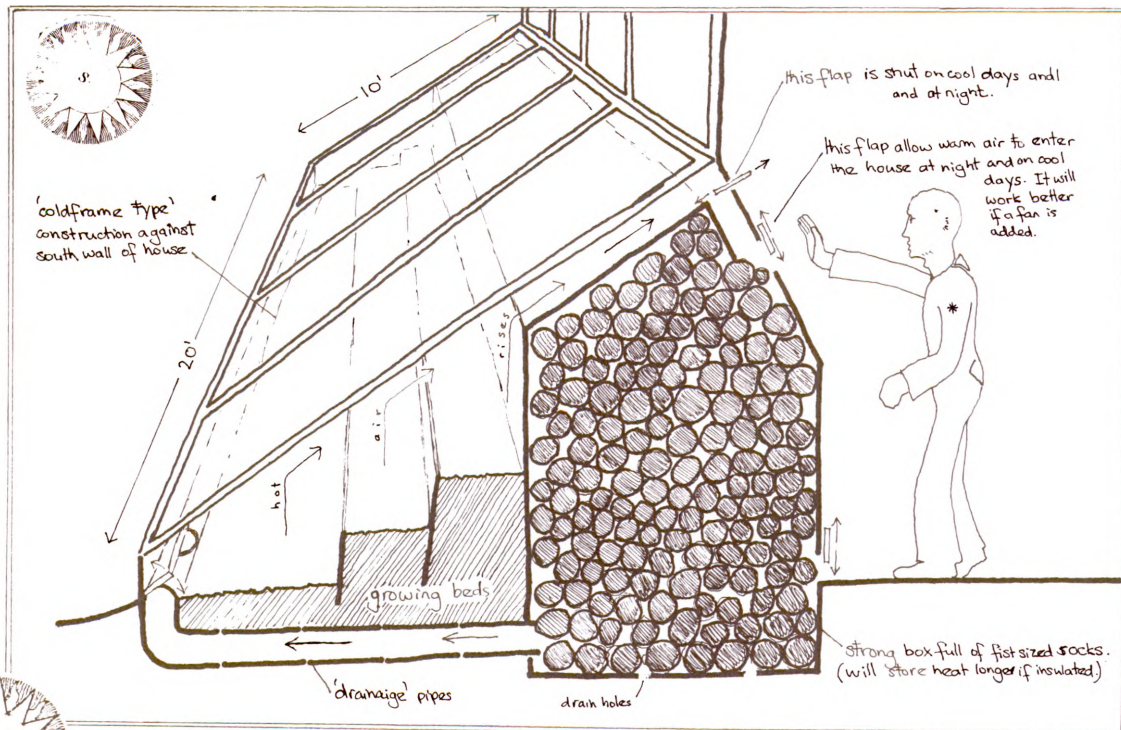 S
10'
this flap is shut on cool days and
and at night.
this flap allow warm air to enter
the house at night and on cool
days. It will
work better
if a fan is
added.
'coldframe type'
construction against
south wall of house
20'
rises
air
hot
growing beds
strong box full of fist sized rocks.
(will store heat longer if insulated.)
'drainaige' pipes
drain holes